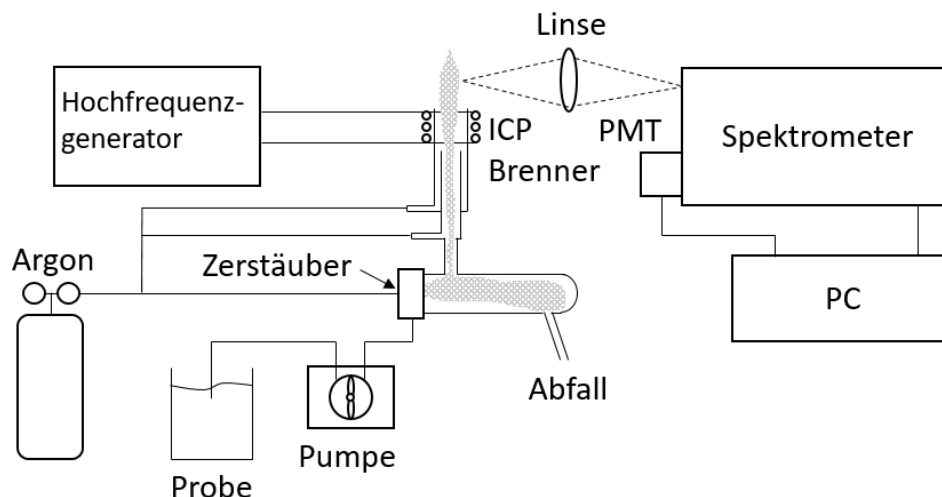 Linse
Hochfrequenz-
generator
ICP
Brenner
PMT
Spektrometer
Argon
Zerstäuber
PC
Abfall
Pumpe
Probe